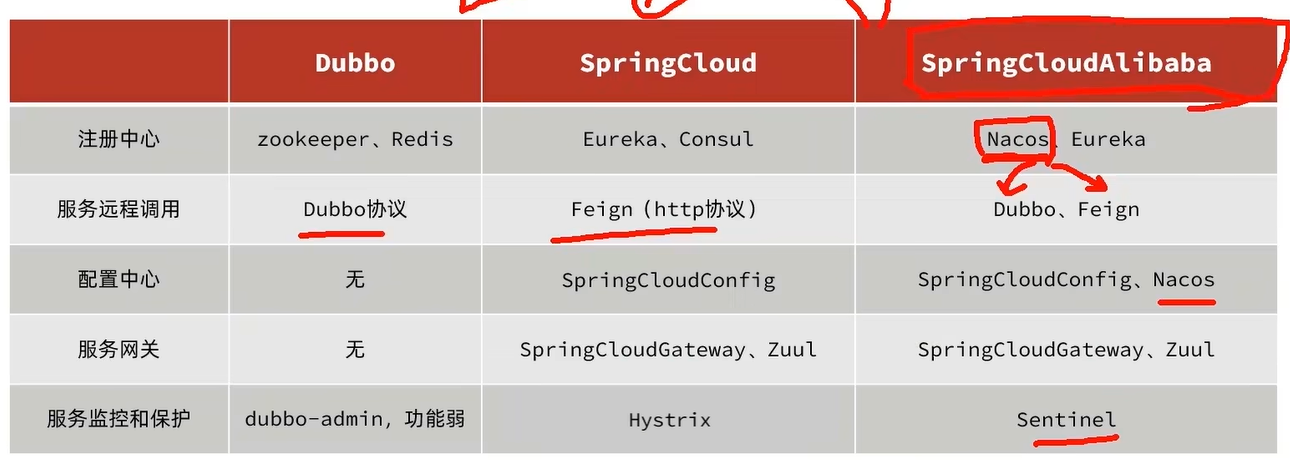 Dubbo SpringCloud SpringCloudAlibaba
注册中心 zookeeper、Redis Eureka、Consul Nacos、Eureka
服务远程调用 Dubbo协议 Feign（http协议） Dubbo、Feign
配置中心 无 SpringCloudConfig SpringCloudConfig、Nacos
服务网关 无 SpringCloudGateway、Zuul SpringCloudGateway、Zuul
服务监控和保护 dubbo-admin，功能弱 Hystrix Sentinel